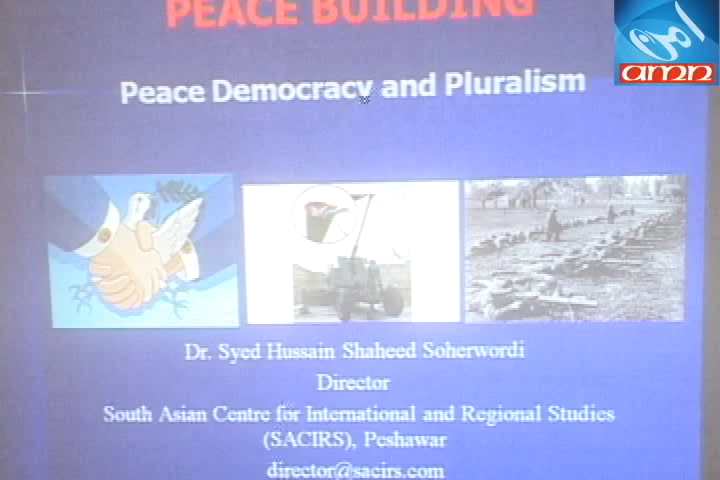 PEACE BUILDING
amn
Peace Democracy and Pluralism
Dr. Syed Hussain Shaheed Soherwordi
Director
South Asian Centre for International and Regional Studies
(SACIRS), Peshawar
director@sacirs.com